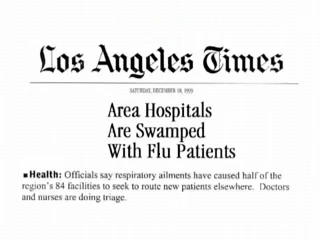 Los Angeles Times
SATURDAY, DECEMBER 18, 1999
Area Hospitals
Are Swamped
With Flu Patients
■Health: Officials say respiratory ailments have caused half of the
region's 84 facilities to seek to route new patients elsewhere. Doctors
and nurses are doing triage.